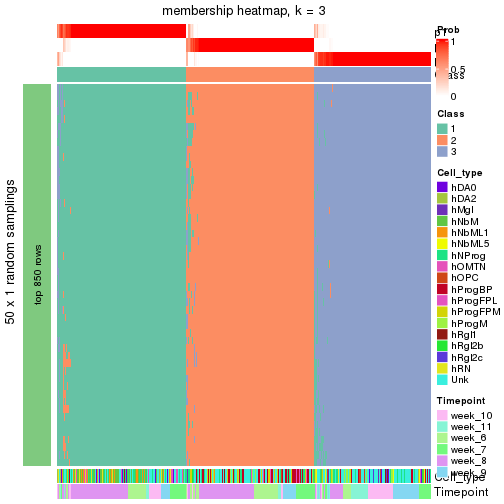 membership heatmap, k = 3
50 x 1 random samplings
top 850 rows
Prob
1
0.5
0
Class
1
2
3
Cell_type
hDA0
hDA2
hMgl
hNbM
hNbML1
hNbML5
hNProg
hOMTN
hOPC
hProgBP
hProgFPL
hProgFPM
hProgM
hRgl1
hRgl2b
hRgl2c
hRN
Unk
Timepoint
week_10
week_11
week_6
week_7
week_8
week_9
Cell_type
Timepoint